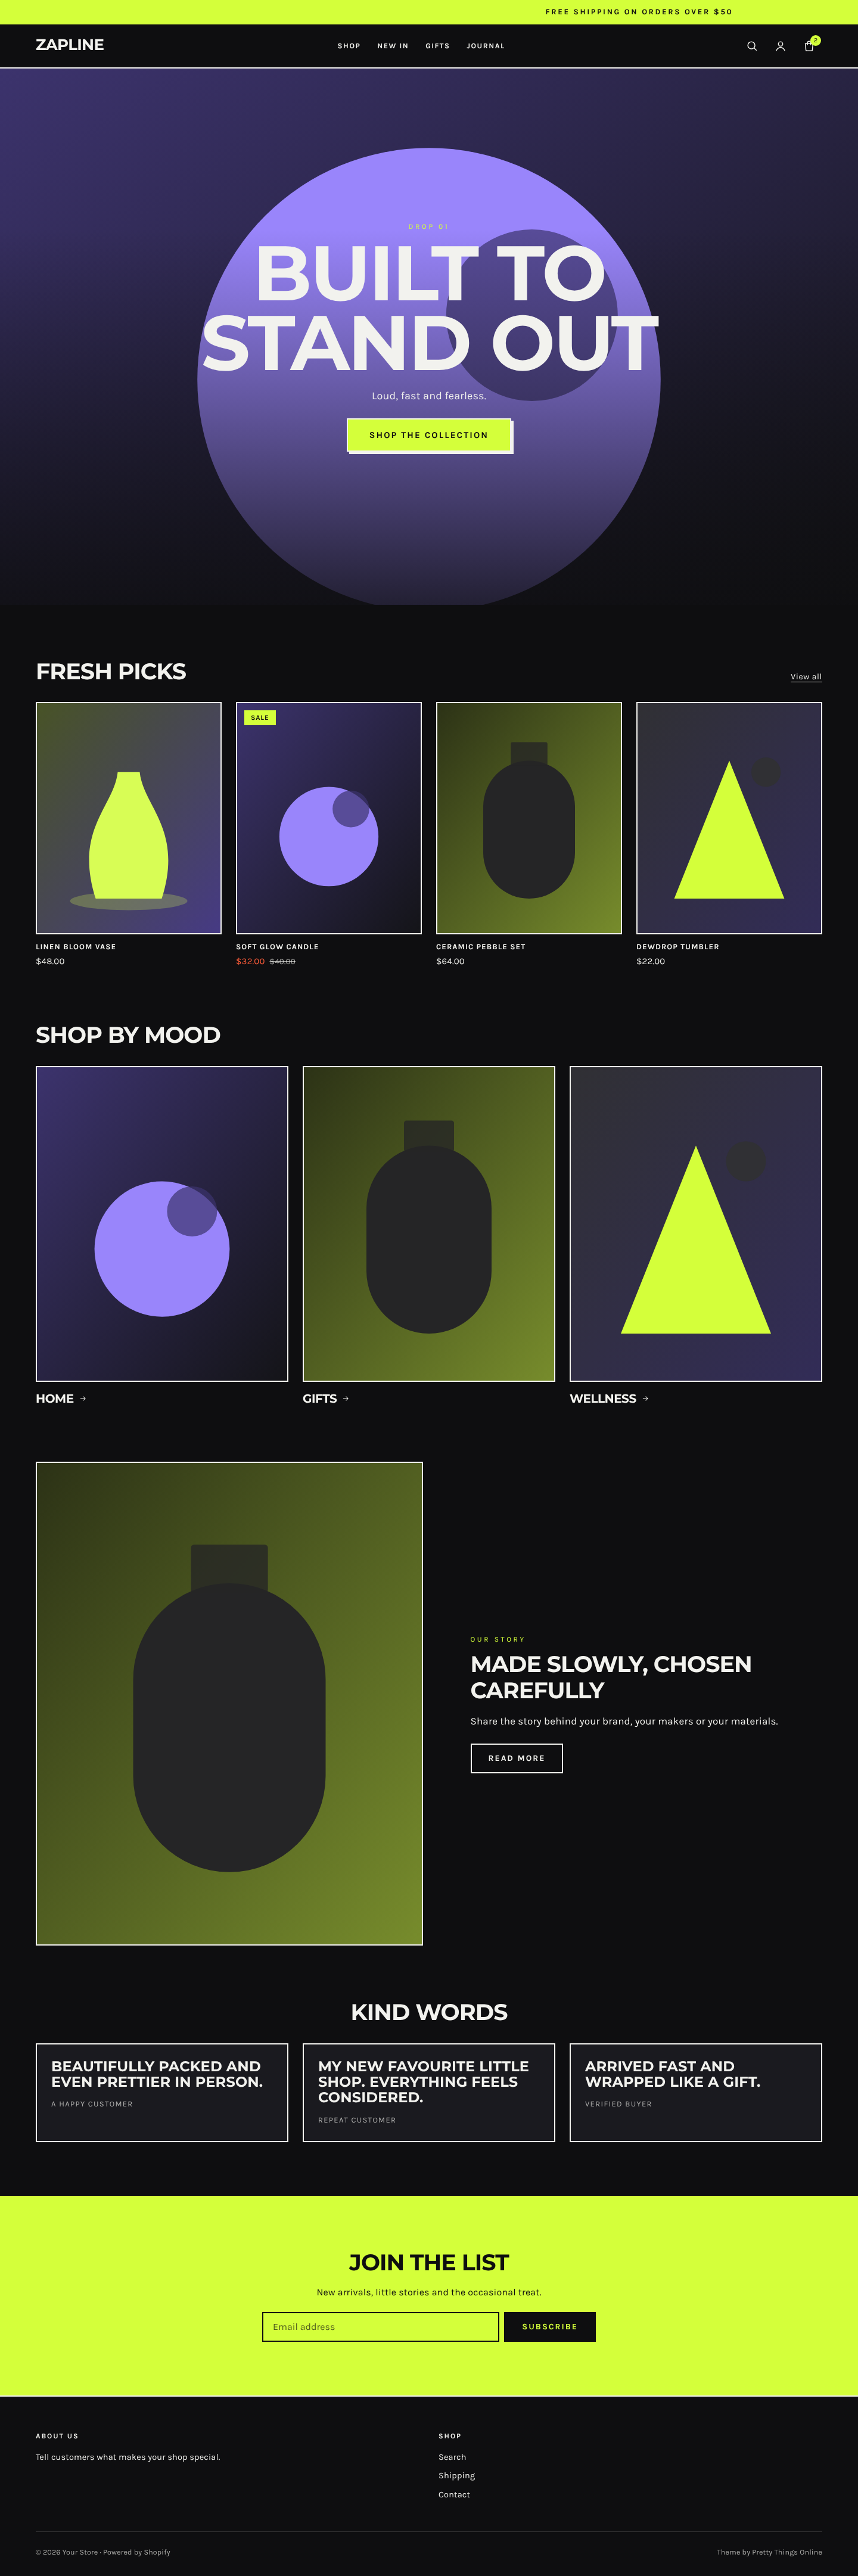 FREE SHIPPING ON ORDERS OVER $50
ZAPLINE
SHOP NEW IN GIFTS JOURNAL
2
DROP 01
BUILT TO
STAND OUT
Loud, fast and fearless.
SHOP THE COLLECTION
FRESH PICKS
View all
SALE
LINEN BLOOM VASE
$48.00
SOFT GLOW CANDLE
$32.00 $40.00
CERAMIC PEBBLE SET
$64.00
DEWDROP TUMBLER
$22.00
SHOP BY MOOD
HOME →
GIFTS →
WELLNESS →
OUR STORY
MADE SLOWLY, CHOSEN
CAREFULLY
Share the story behind your brand, your makers or your materials.
READ MORE
KIND WORDS
BEAUTIFULLY PACKED AND
EVEN PRETTIER IN PERSON.
A HAPPY CUSTOMER
MY NEW FAVOURITE LITTLE
SHOP. EVERYTHING FEELS
CONSIDERED.
REPEAT CUSTOMER
ARRIVED FAST AND
WRAPPED LIKE A GIFT.
VERIFIED BUYER
JOIN THE LIST
New arrivals, little stories and the occasional treat.
Email address
SUBSCRIBE
ABOUT US
Tell customers what makes your shop special.
SHOP
Search
Shipping
Contact
© 2026 Your Store · Powered by Shopify
Theme by Pretty Things Online